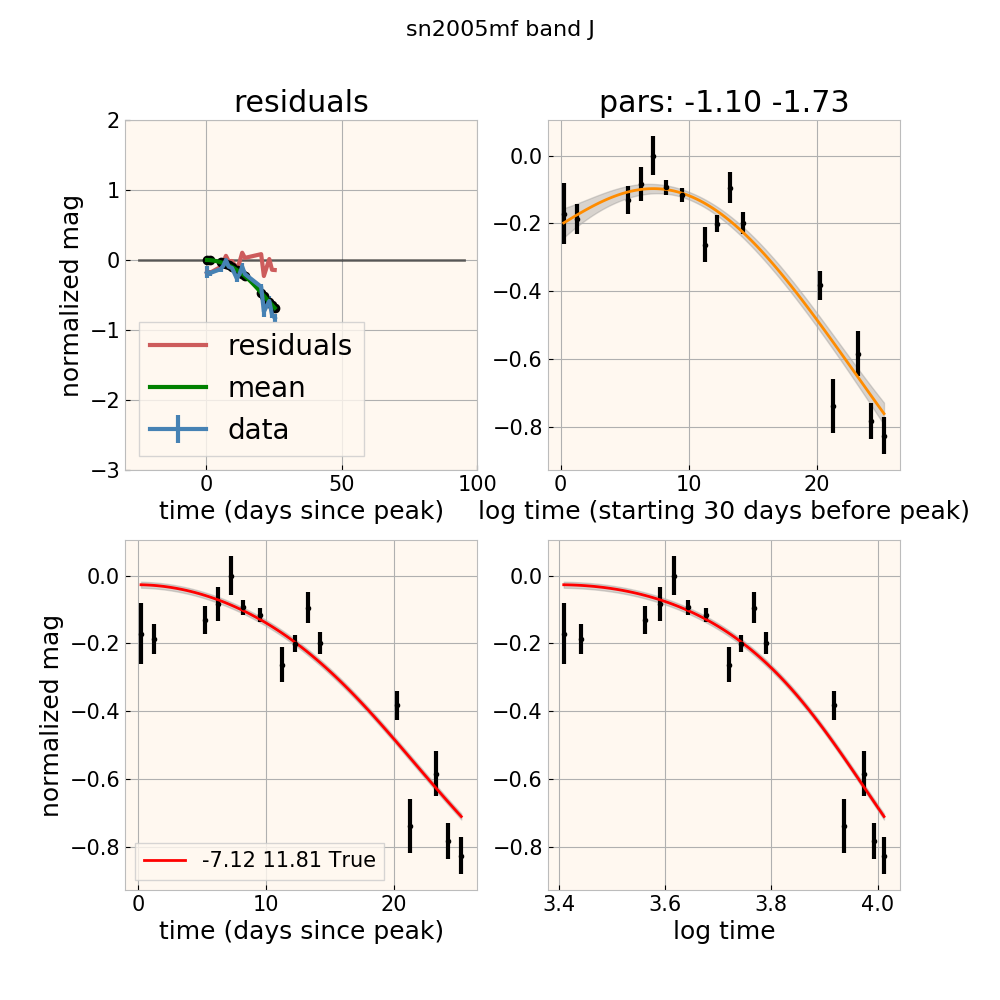 sn2005mf band J
residuals
pars: -1.10 -1.73
normalized mag
2
1
0
−1
−2
−3
residuals
mean
data
0
50
100
time (days since peak)
0.0
−0.2
−0.4
−0.6
−0.8
0
10
20
log time (starting 30 days before peak)
normalized mag
0.0
−0.2
−0.4
−0.6
−0.8
-7.12 11.81 True
0
10
20
time (days since peak)
0.0
−0.2
−0.4
−0.6
−0.8
3.4
3.6
3.8
4.0
log time